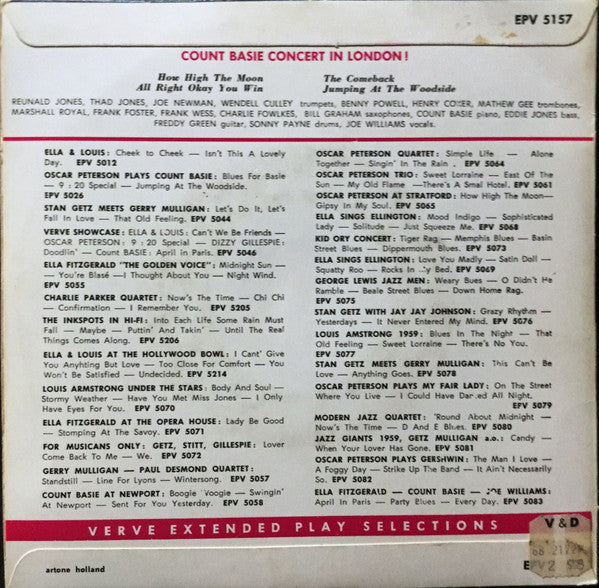 EPV 5157
COUNT BASIE CONCERT IN LONDON!
How High The Moon
All Right Okay You Win
The Comeback
Jumping At The Woodside
REUNALD JONES, THAD JONES, JOE NEWMAN, WENDELL CULLEY trumpets, BENNY POWELL, HENRY COKER, MATHEW GEE trombones,
MARSHALL ROYAL, FRANK FOSTER, FRANK WESS, CHARLIE FOWLKES, BILL GRAHAM saxophones, COUNT BASIE piano, EDDIE JONES bass,
FREDDY GREEN guitar, SONNY PAYNE drums, JOE WILLIAMS vocals.
ELLA & LOUIS: Cheek to Cheek — Isn't This A Lovely
Day. EPV 5012
OSCAR PETERSON PLAYS COUNT BASIE: Blues For Basie
— 9 : 20 Special — Jumping At The Woodside.
EPV 5026
STAN GETZ MEETS GERRY MULLIGAN: Let's Do It, Let's
Fall In Love — That Old Feeling. EPV 5044
VERVE SHOWCASE: ELLA & LOUIS: Can't We Be Friends —
OSCAR PETERSON: 9 : 20 Special — DIZZY GILLESPIE:
Doodlin' — Count BASIE: April in Paris. EPV 5046
ELLA FITZGERALD "THE GOLDEN VOICE": Midnight Sun —
— You're Blasé — I Thought About You — Night Wind.
EPV 5055
CHARLIE PARKER QUARTET: Now's The Time — Chi Chi
— Confirmation — I Remember You. EPV 5205
THE INKSPOTS IN HI-FI: Into Each Life Some Rain Must
Fall — Maybe — Puttin' And Takin' — Until The Real
Things Comes Along. EPV 5206
ELLA & LOUIS AT THE HOLLYWOOD BOWL: I Cant' Give
You Anyhting But Love — Too Close For Comfort — You
Won't Be Satisfied — Undecided. EPV 5214
LOUIS ARMSTRONG UNDER THE STARS: Body And Soul —
Stormy Weather — Have You Met Miss Jones — I Only
Have Eyes For You. EPV 5070
ELLA FITZGERALD AT THE OPERA HOUSE: Lady Be Good
— Stomping At The Savoy. EPV 5071
FOR MUSICIANS ONLY: GETZ, STITT, GILLESPIE: Lover
Come Back To Me — We. EPV 5072
GERRY MULLIGAN — PAUL DESMOND QUARTET:
Standstill — Line For Lyons — Wintersong. EPV 5057
COUNT BASIE AT NEWPORT: Boogie Woogie — Swingin'
At Newport — Sent For You Yesterday. EPV 5058
OSCAR PETERSON QUARTET: Simple Life — Alone
Together — Singin' In The Rain . EPV 5064
OSCAR PETERSON TRIO: Sweet Lorraine — East Of The
Sun — My Old Flame —There's A Smal Hotel. EPV 5061
OSCAR PETERSON AT STRATFORD: How High The Moon—
Gipsy In My Soul. EPV 5065
ELLA SINGS ELLINGTON: Mood Indigo — Sophisticated
Lady — Solitude — Just Squeeze Me. EPV 5068
KID ORY CONCERT: Tiger Rag — Memphis Blues — Basin
Street Blues — Dippermouth Blues. EPV 5073
ELLA SINGS ELLINGTON: Love You Madly — Satin Doll —
Squatty Roo — Rocks In My bed. EPV 5069
GEORGE LEWIS JAZZ MEN: Weary Bues — O Didn't He
Ramble — Beale Street Blues — Down Home Rag.
EPV 5075
STAN GETZ WITH JAY JAY JOHNSON: Grazy Rhythm —
Yesterdays — It Never Entered My Mind. EPV 5076
LOUIS AMSTRONG 1959: Blues In The Night — That
Old Feeling — Sweet Lorraine — There's No You.
EPV 5077
STAN GETZ MEETS GERRY MULLIGAN: This Can't Be
Love — Anything Goes. EPV 5078
OSCAR PETERSON PLAYS MY FAIR LADY: On The Street
Where You Live — I Could Have Danced All Night.
EPV 5079
MODERN JAZZ QUARTET: 'Round About Midnight —
Now's The Time — D And E Blues. EPV 5080
JAZZ GIANTS 1959, GETZ MULLIGAN a.o.: Candy —
When Your Lover Has Gone. EPV 5081
OSCAR PETERSON PLAYS GERSHWIN: The Man I Love —
A Foggy Day — Strike Up The Band — It Ain't Necessarily
So. EPV 5082
ELLA FITZGERALD — COUNT BASIE — JOE WILLIAMS:
April In Paris — Party Blues — Every Day. EPV 5083
VERVE EXTENDED PLAY SELECTIONS
V & D
artone holland